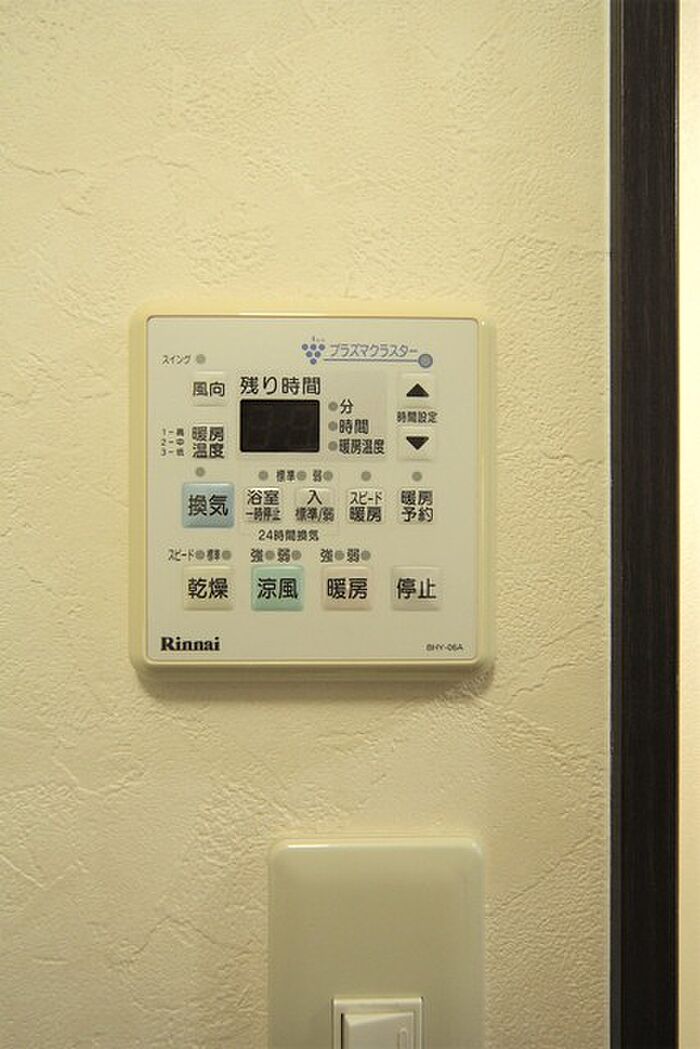 プラズマクラスター
スイング
風向
残り時間
分
時間
暖房温度
時間設定
1-高
2-中
3-低
暖房
温度
標準 弱
換気
浴室
一時停止
入
標準/弱
スピード
暖房
暖房
予約
24時間換気
スピード 標準
強 弱
強 弱
乾燥
涼風
暖房
停止
Rinnai
BHY-06A